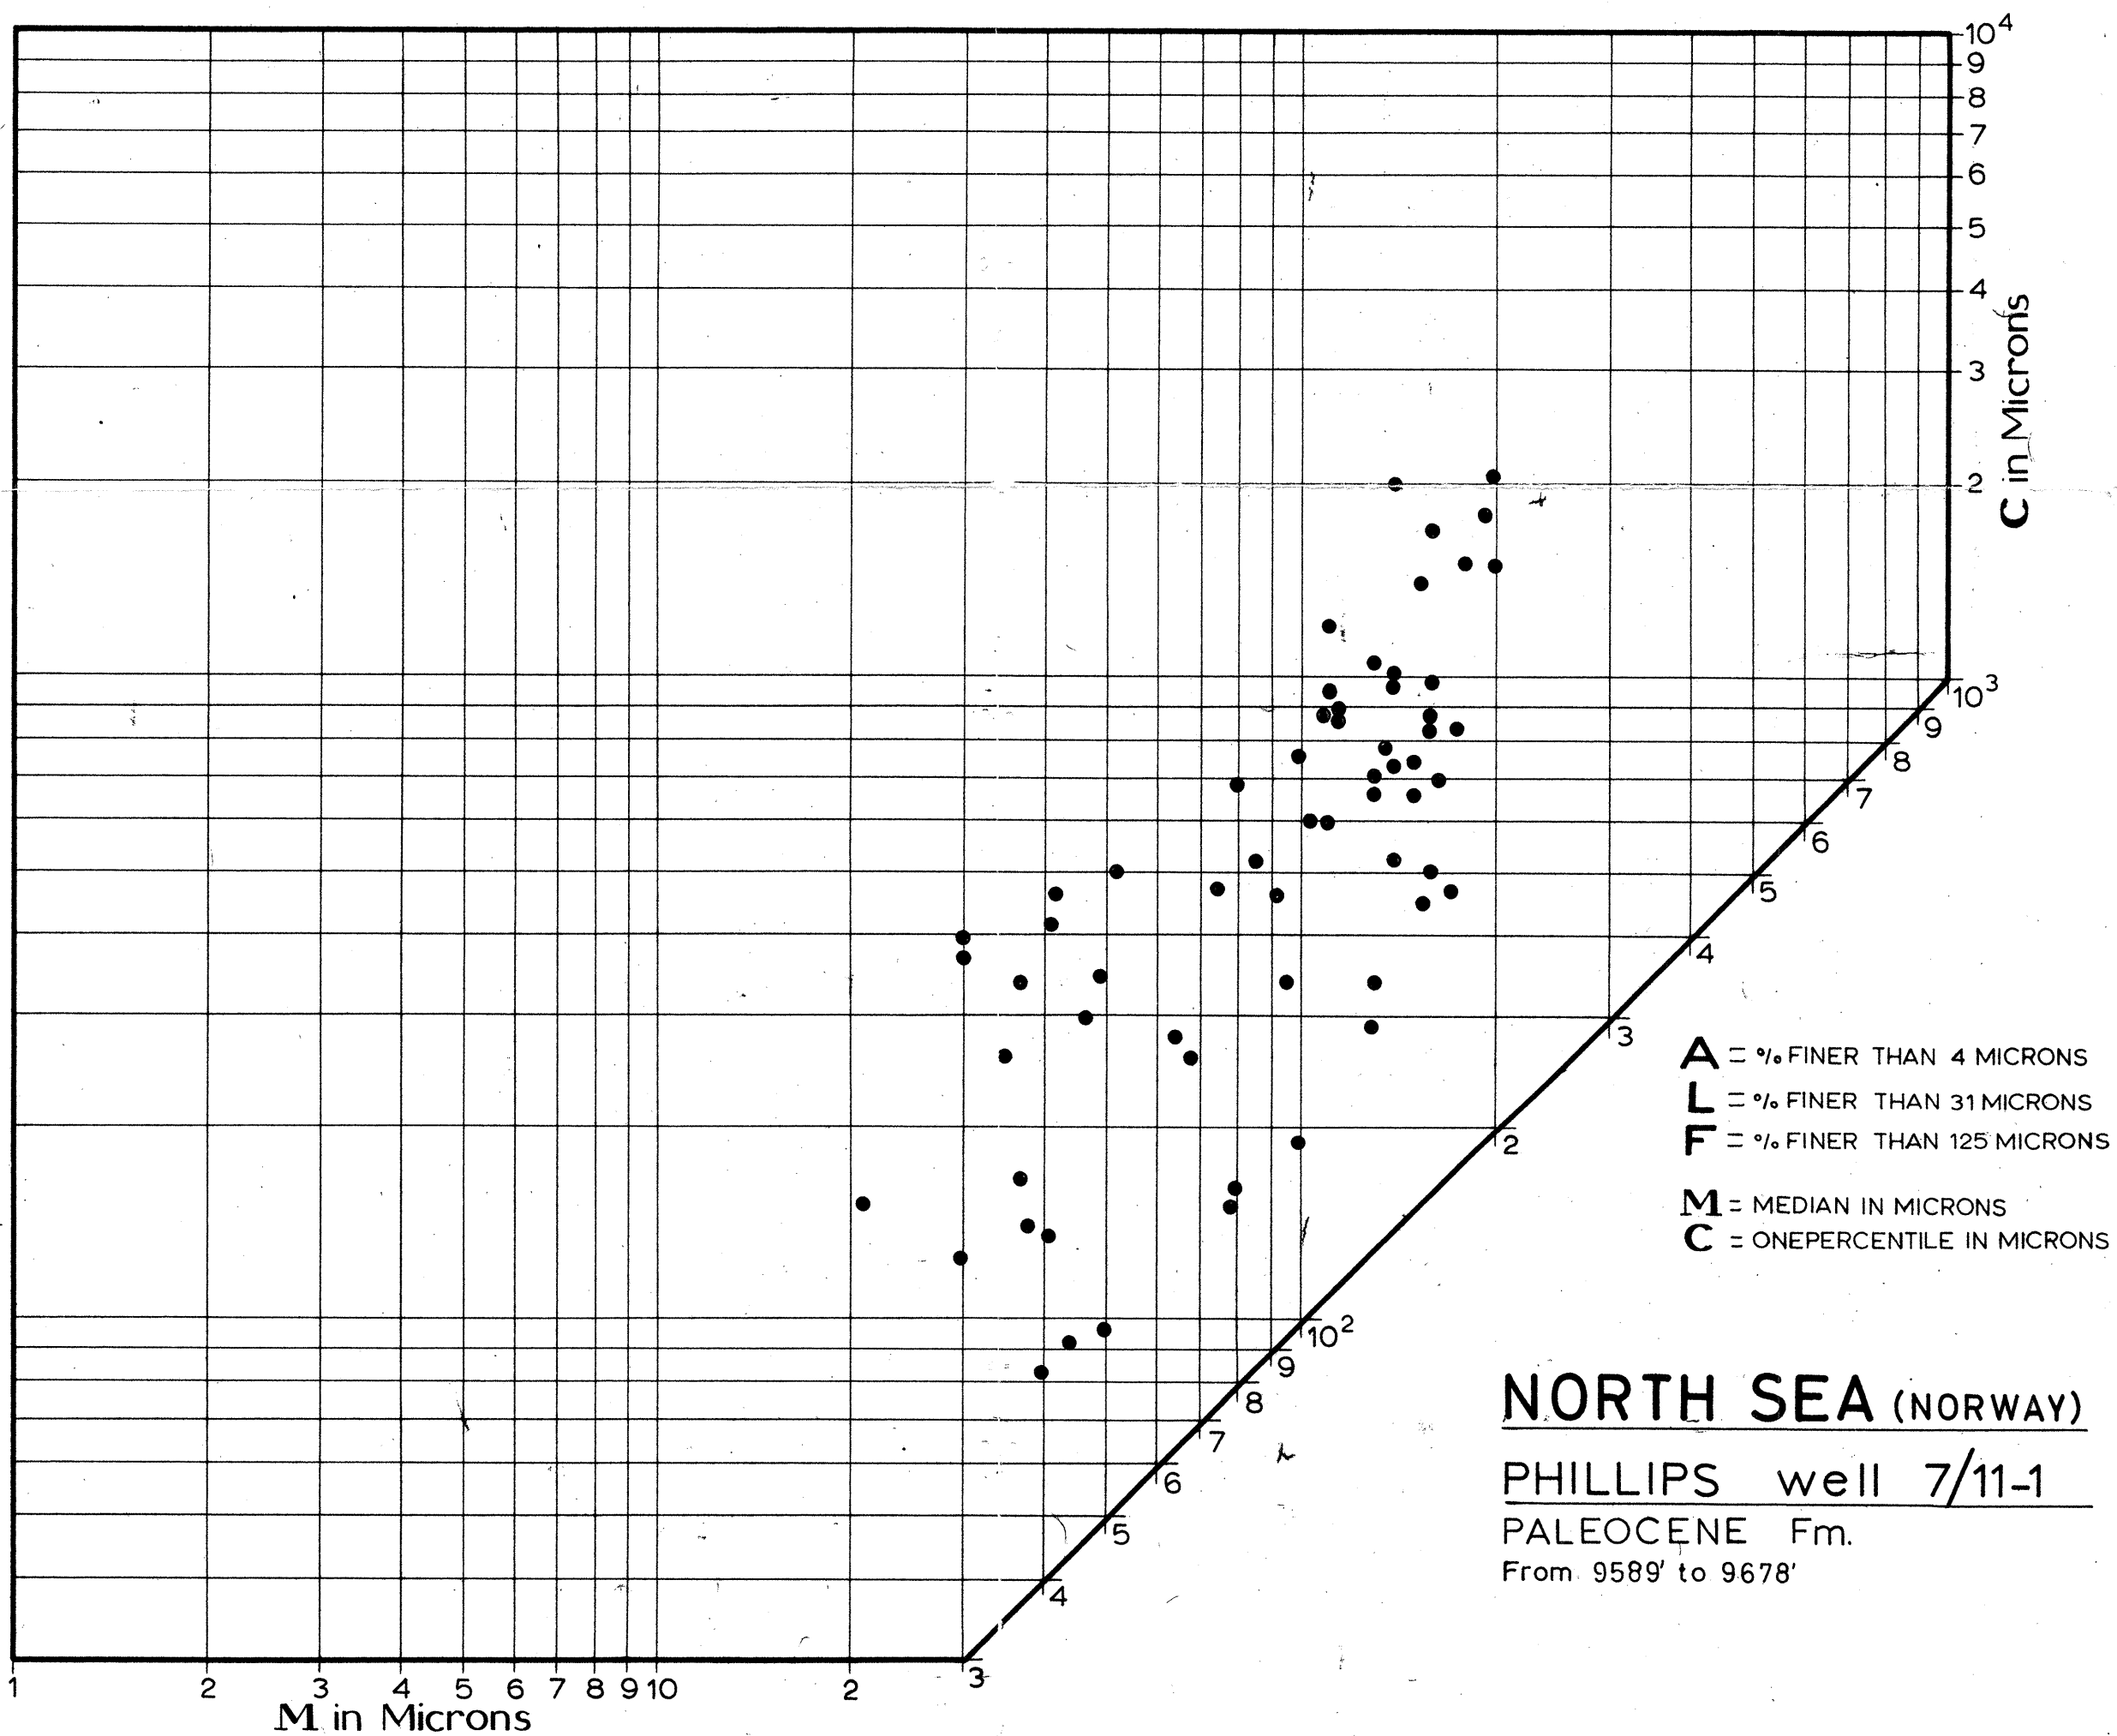 10⁴
9
8
7
6
5
4
3
2
C in Microns
10³
9
8
7
6
5
4
3
2
10²
9
8
7
6
5
4
3
A = % FINER THAN 4 MICRONS
L = % FINER THAN 31 MICRONS
F = % FINER THAN 125 MICRONS
M = MEDIAN IN MICRONS
C = ONEPERCENTILE IN MICRONS
NORTH SEA (NORWAY)
PHILLIPS well 7/11-1
PALEOCENE Fm.
From 9589' to 9678'
1 2 3 4 5 6 7 8 9 10 2
M in Microns